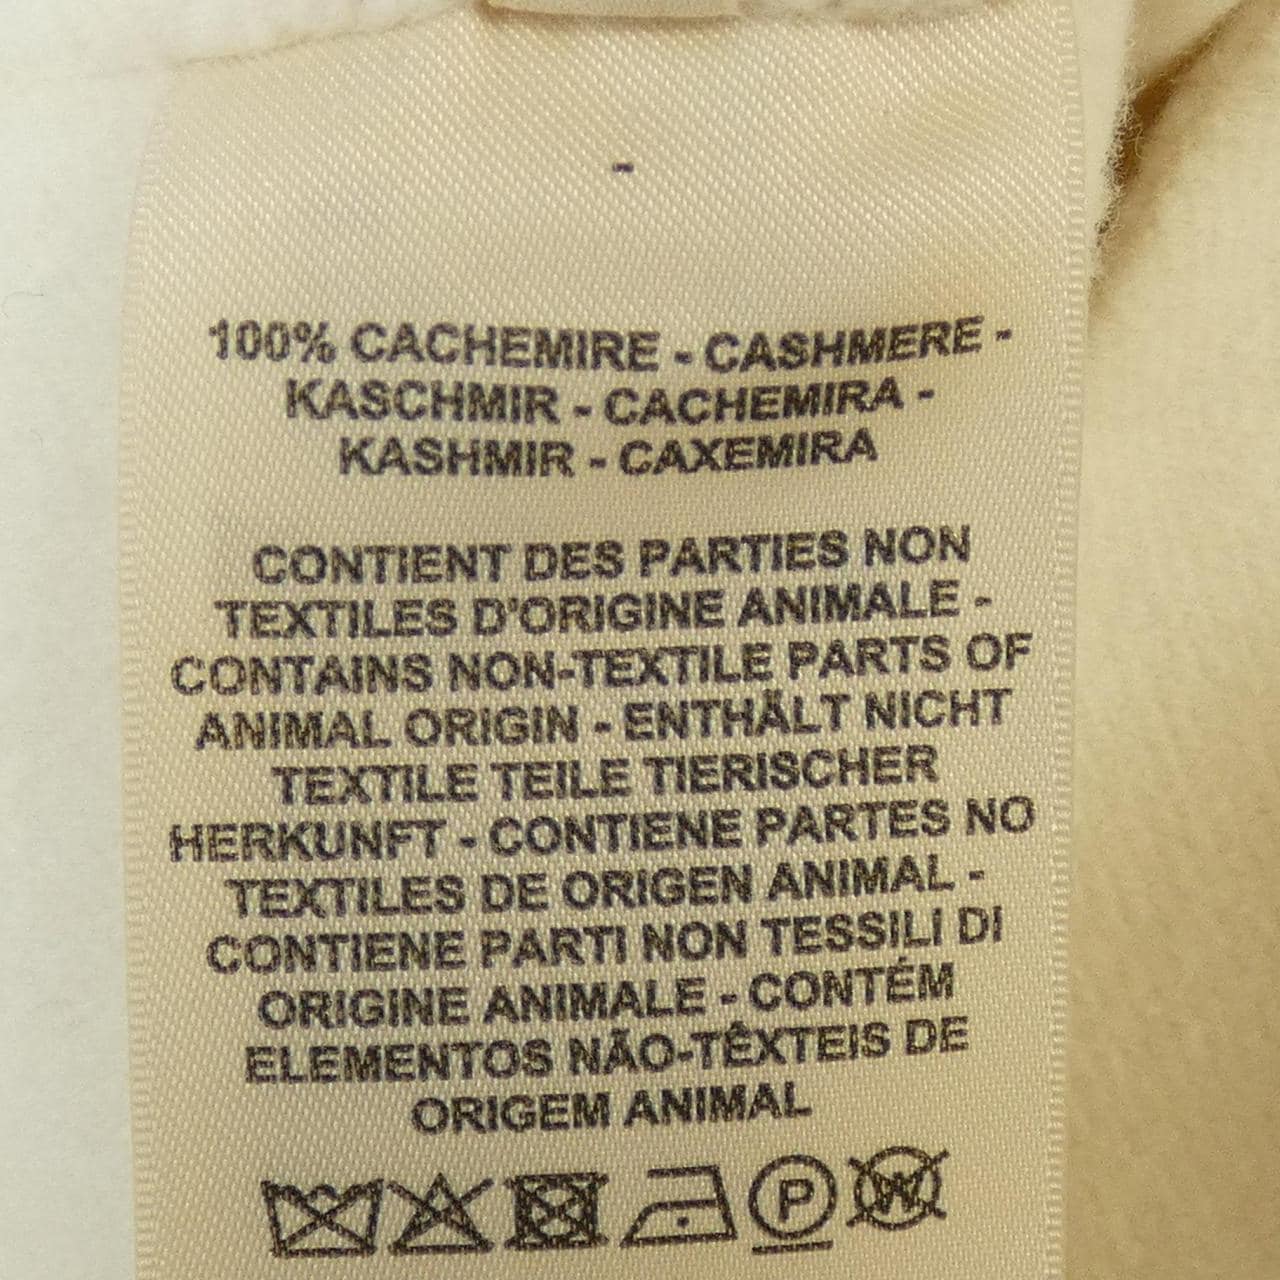 -
100% CACHEMIRE - CASHMERE -
KASCHMIR - CACHEMIRA -
KASHMIR - CAXEMIRA
CONTIENT DES PARTIES NON
TEXTILES D'ORIGINE ANIMALE -
CONTAINS NON-TEXTILE PARTS OF
ANIMAL ORIGIN - ENTHÄLT NICHT
TEXTILE TEILE TIERISCHER
HERKUNFT - CONTIENE PARTES NO
TEXTILES DE ORIGEN ANIMAL -
CONTIENE PARTI NON TESSILI DI
ORIGINE ANIMALE - CONTÉM
ELEMENTOS NÃO-TÊXTEIS DE
ORIGEM ANIMAL
P W